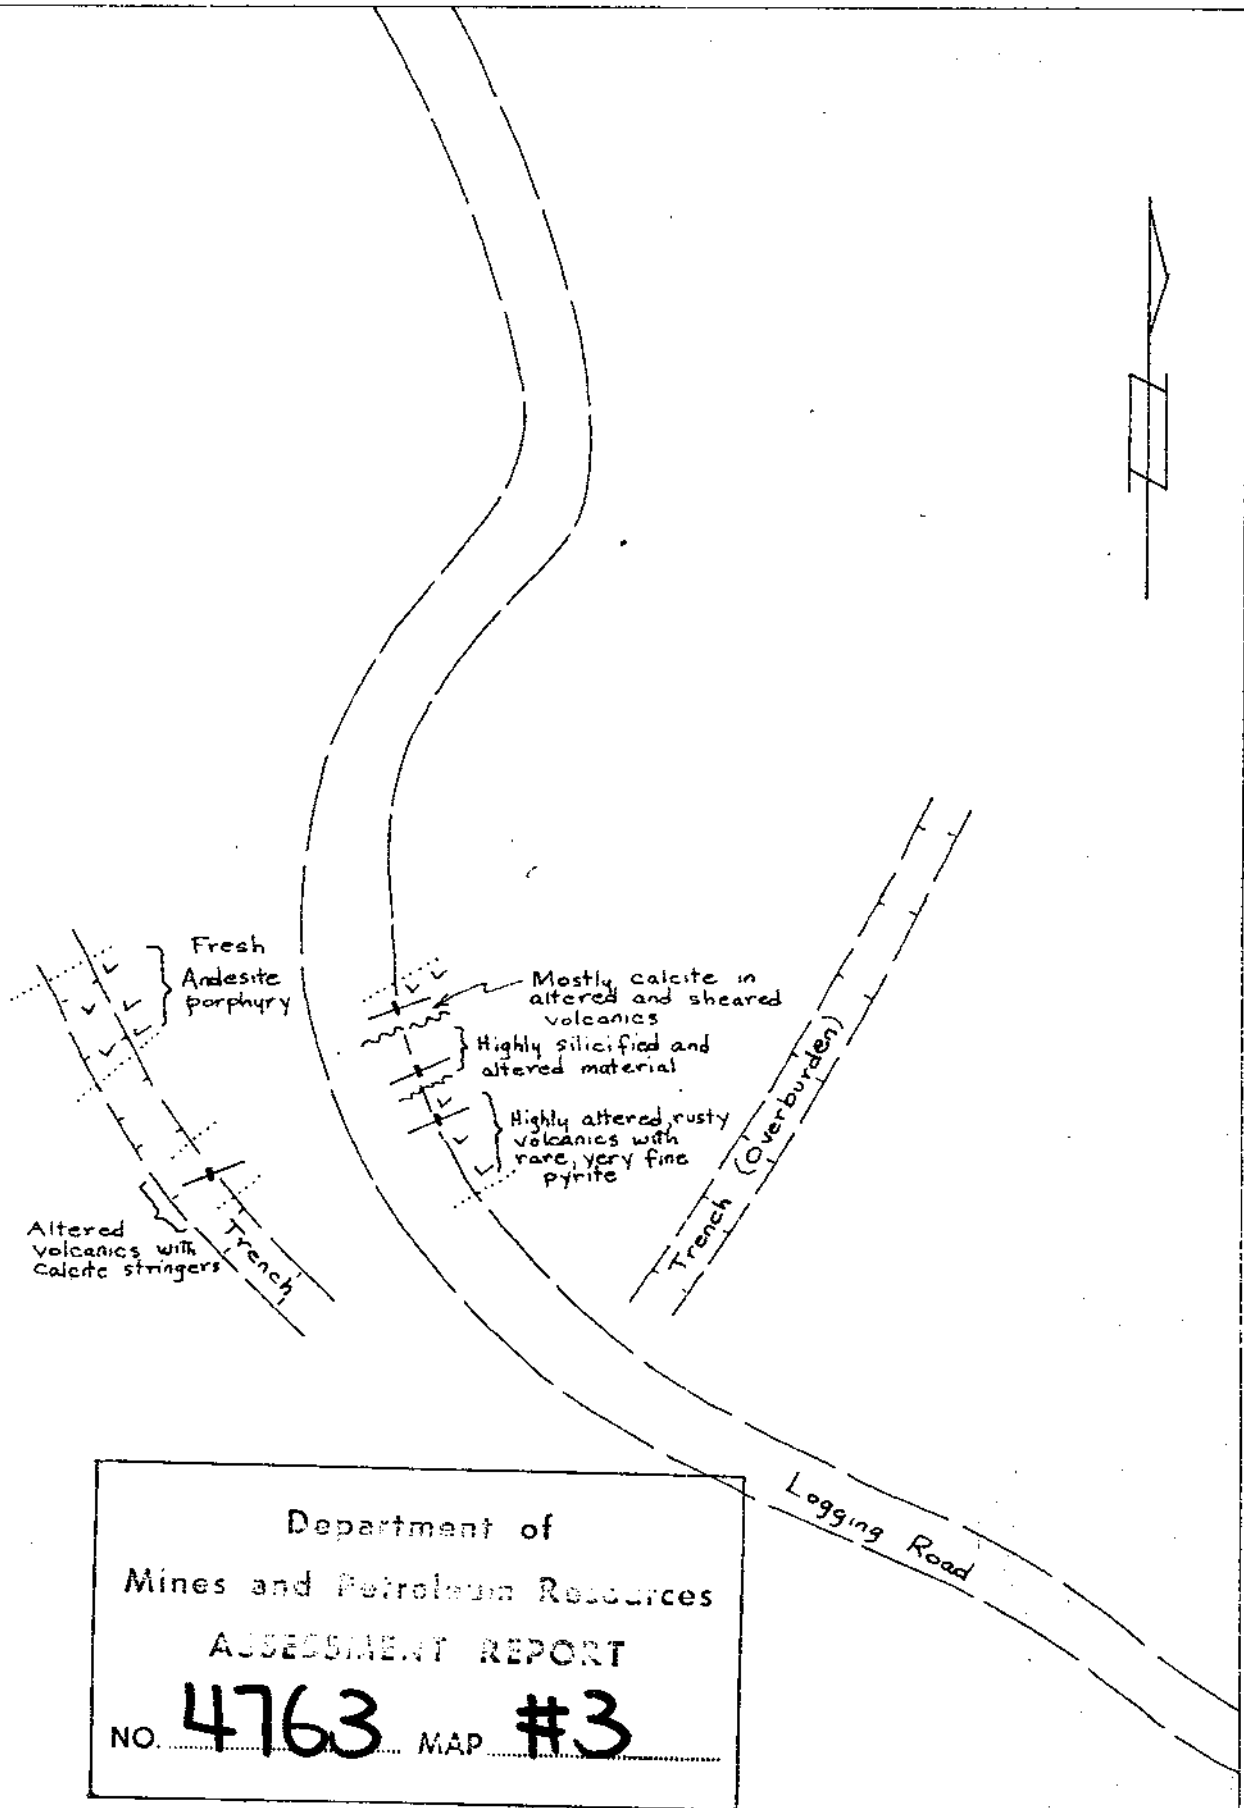 Fresh
Andesite
porphyry
Mostly calcite in
altered and sheared
volcanics
Highly silicified and
altered material
Highly altered, rusty
volcanics with
rare, very fine
pyrite
Altered
volcanics with
Calcite stringers
Trench
Trench (Overburden)
Logging Road
N
Department of
Mines and Petroleum Resources
ASSESSMENT REPORT
NO. 4763 MAP #3